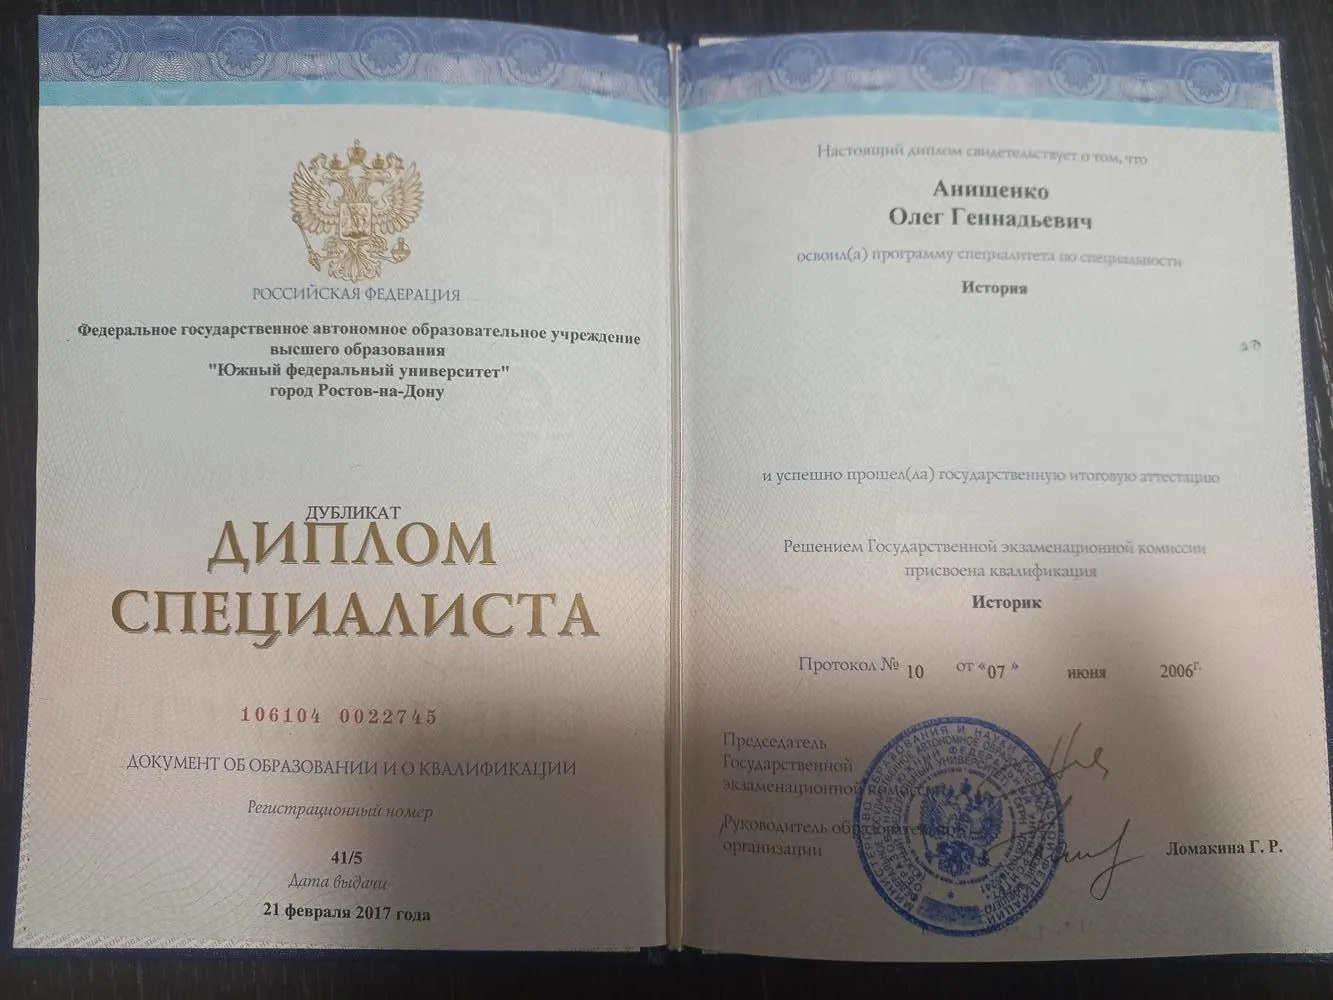 РОССИЙСКАЯ ФЕДЕРАЦИЯ
Федеральное государственное автономное образовательное учреждение
высшего образования
"Южный федеральный университет"
город Ростов-на-Дону
ДУБЛИКАТ
ДИПЛОМ
СПЕЦИАЛИСТА
106104 0022745
ДОКУМЕНТ ОБ ОБРАЗОВАНИИ И О КВАЛИФИКАЦИИ
Регистрационный номер
41/5
Дата выдачи
21 февраля 2017 года
Настоящий диплом свидетельствует о том, что
Анищенко
Олег Геннадьевич
освоил(а) программу специалитета по специальности
История
и успешно прошел(ла) государственную итоговую аттестацию
Решением Государственной экзаменационной комиссии
присвоена квалификация
Историк
Протокол № 10 от «07» июня 2006 г.
Председатель
Государственной
экзаменационной комиссии
Руководитель образовательной
организации
Ломакина Г. Р.